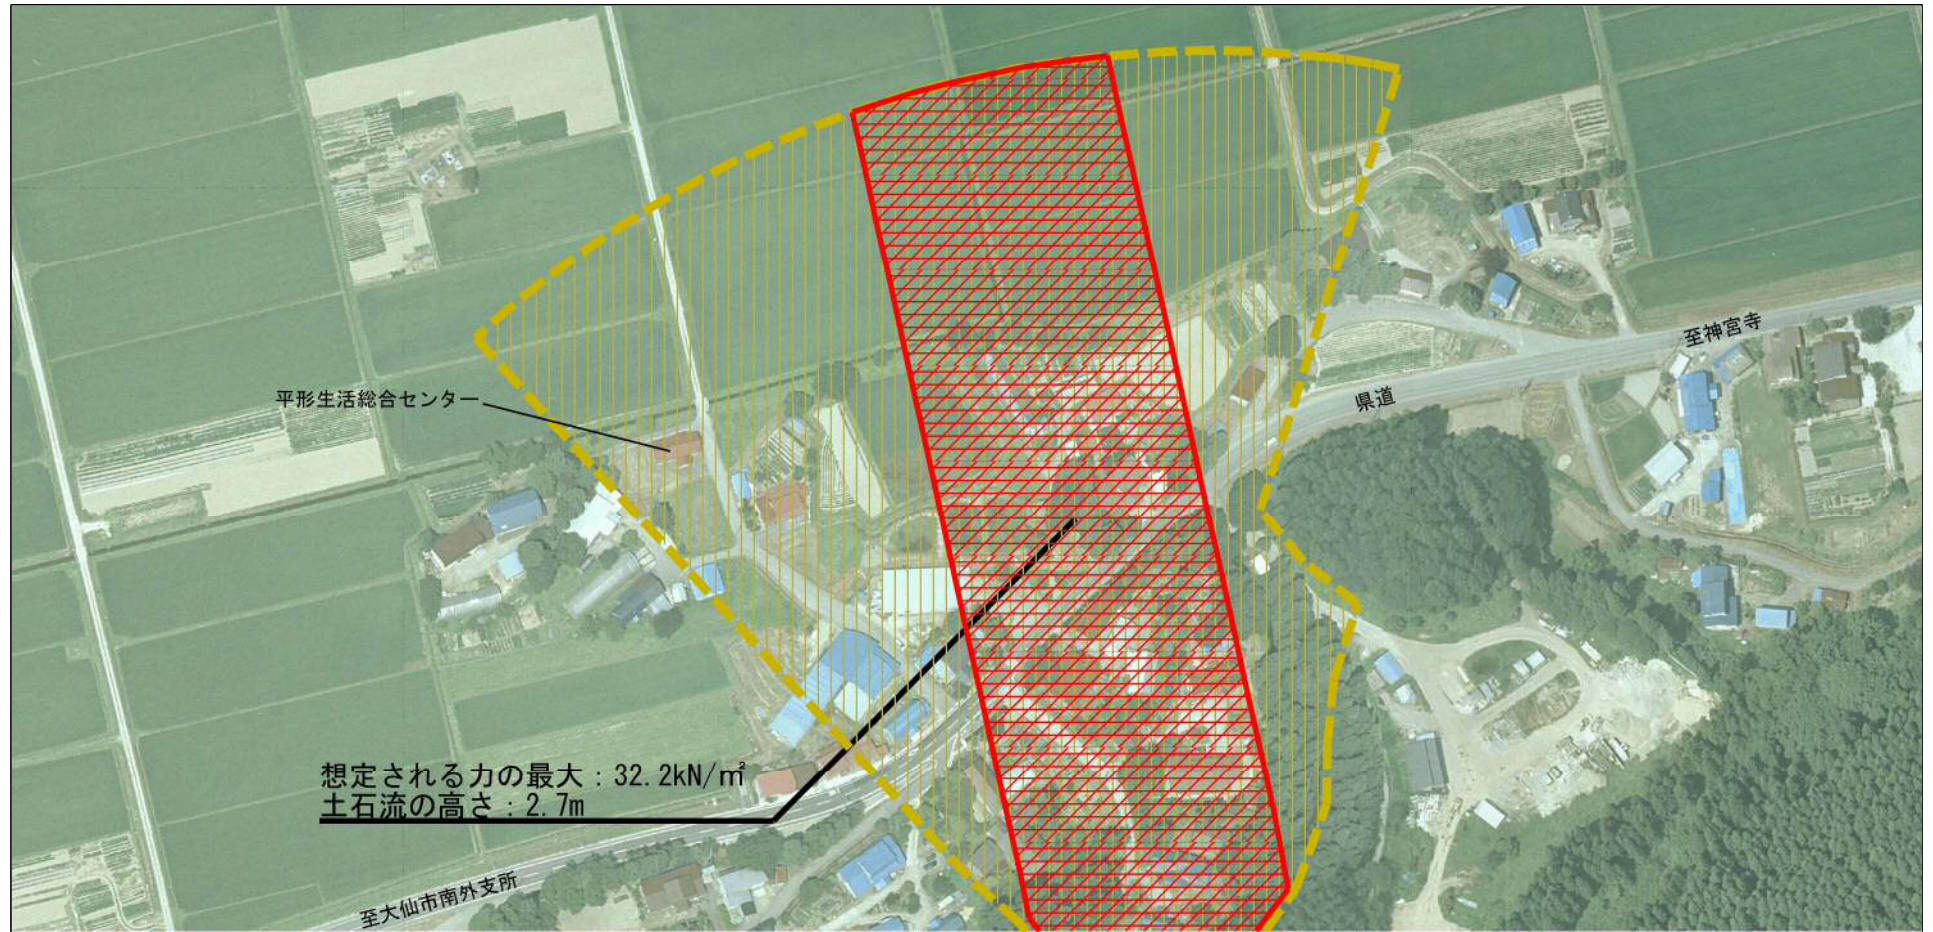 至神宮寺
県道
平形生活総合センター
想定される力の最大：32.2kN/㎡
土石流の高さ：2.7m
至大仙市南外支所